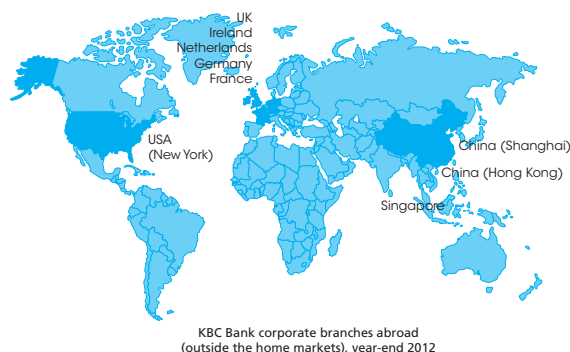 UK
Ireland
Netherlands
Germany
France
USA
(New York)
China (Shanghai)
China (Hong Kong)
Singapore
KBC Bank corporate branches abroad
(outside the home markets), year-end 2012